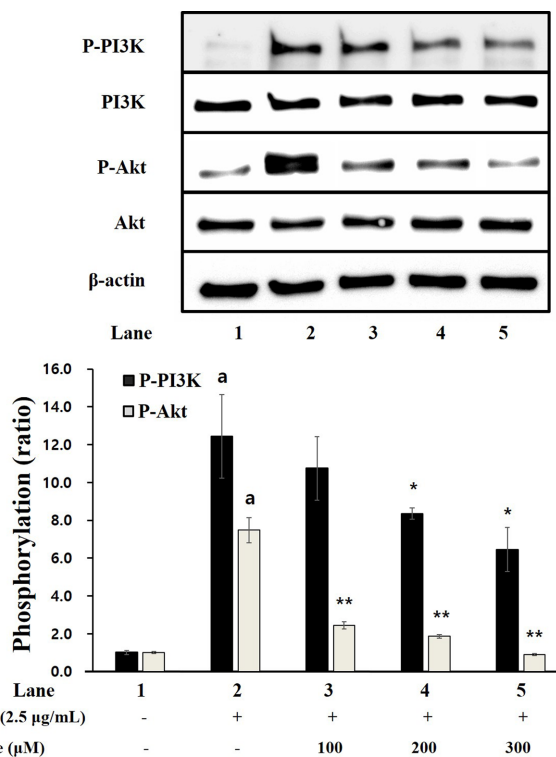 P-PI3K
PI3K
P-Akt
Akt
β-actin
Lane 1 2 3 4 5
Phosphorylation (ratio)
16.0
14.0
12.0
10.0
8.0
6.0
4.0
2.0
0.0
P-PI3K
P-Akt
a
a
*
*
**
**
**
Lane 1 2 3 4 5
(2.5 μg/mL) - + + + +
e (μM) - - 100 200 300